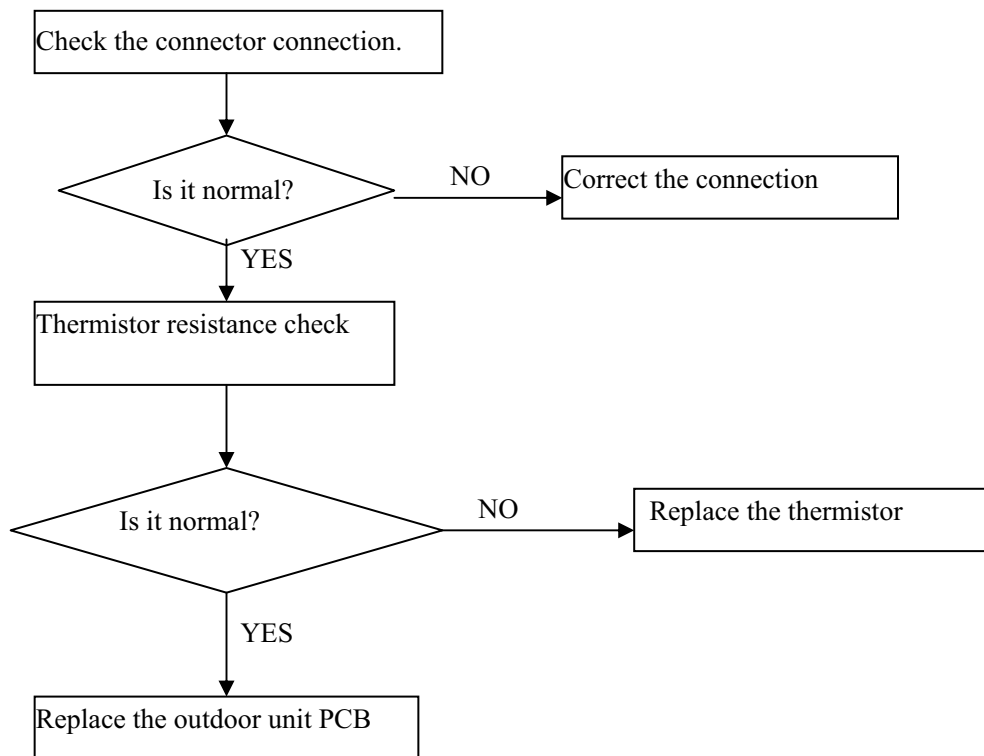 Check the connector connection.
Is it normal?
NO
Correct the connection
YES
Thermistor resistance check
Is it normal?
NO
Replace the thermistor
YES
Replace the outdoor unit PCB